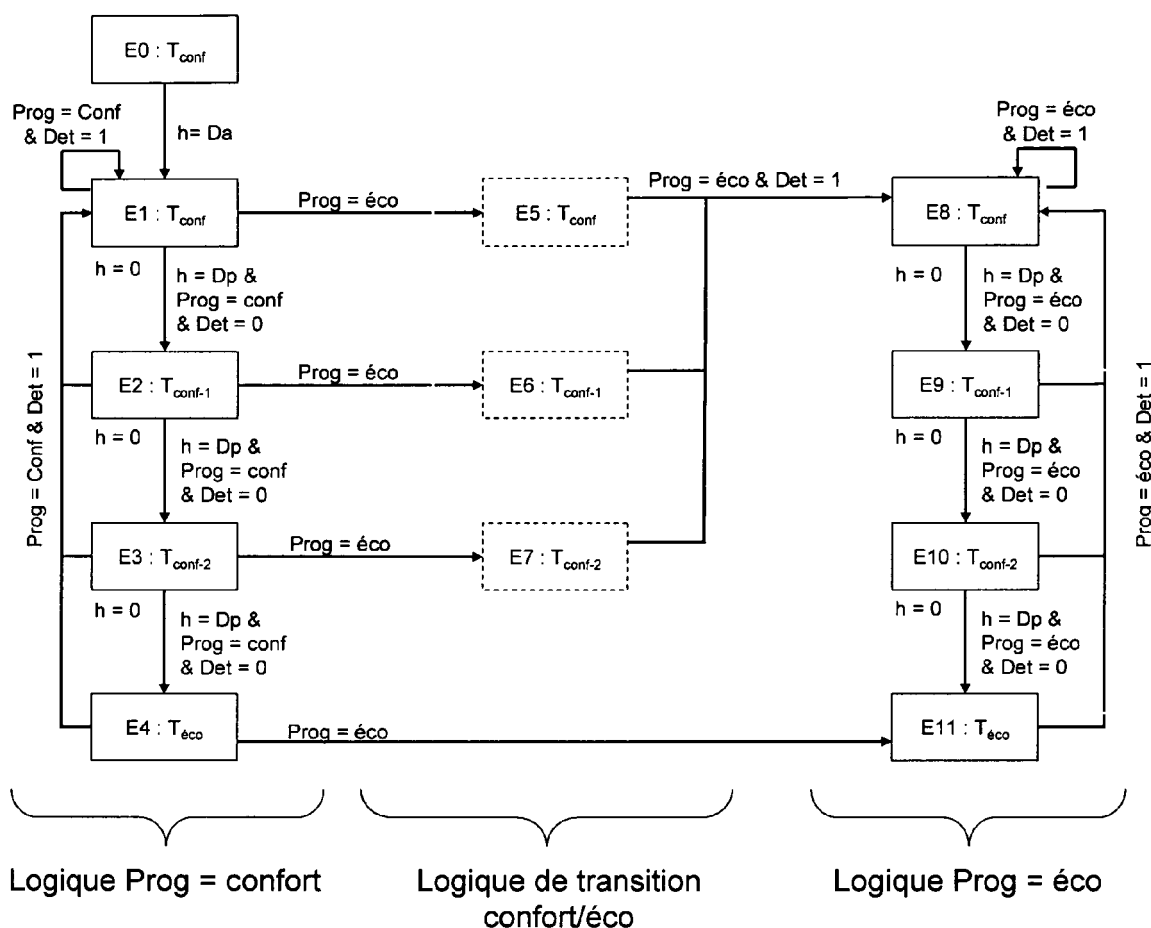 E0 : Tconf
Prog = Conf
& Det = 1
h= Da
Prog = éco
& Det = 1
E1 : Tconf
Prog = éco
E5 : Tconf
Prog = éco & Det = 1
E8 : Tconf
h = 0
h = Dp &
Prog = conf
& Det = 0
h = 0
h = Dp &
Prog = éco
& Det = 0
E2 : Tconf-1
Prog = éco
E6 : Tconf-1
E9 : Tconf-1
Prog = Conf & Det = 1
Prog = éco & Det = 1
h = 0
h = Dp &
Prog = conf
& Det = 0
h = 0
h = Dp &
Prog = éco
& Det = 0
E3 : Tconf-2
Prog = éco
E7 : Tconf-2
E10 : Tconf-2
h = 0
h = Dp &
Prog = conf
& Det = 0
h = 0
h = Dp &
Prog = éco
& Det = 0
E4 : Téco
Prog = éco
E11 : Téco
Logique Prog = confort
Logique de transition
confort/éco
Logique Prog = éco